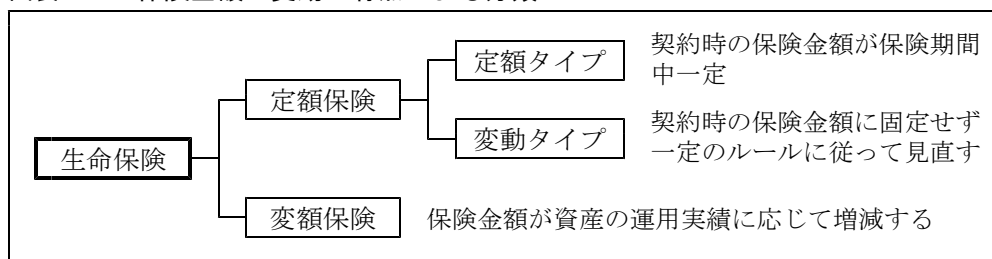 定額タイプ
契約時の保険金額が保険期間
中一定
定額保険
変動タイプ
契約時の保険金額に固定せず
一定のルールに従って見直す
生命保険
変額保険
保険金額が資産の運用実績に応じて増減する